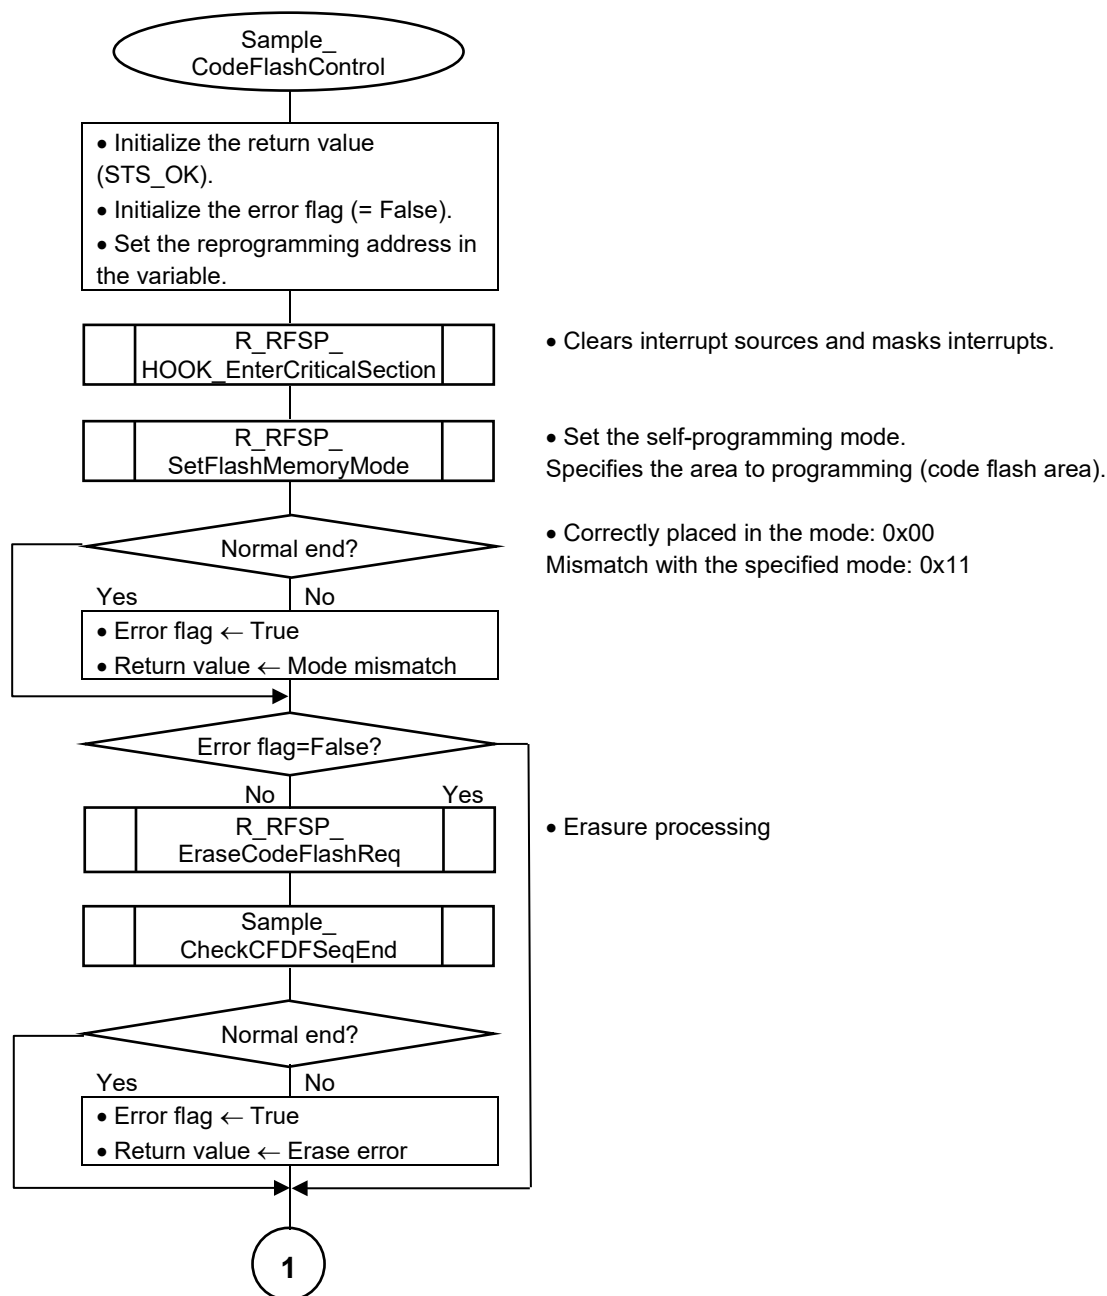 Sample_
CodeFlashControl
• Initialize the return value
(STS_OK).
• Initialize the error flag (= False).
• Set the reprogramming address in
the variable.
R_RFSP_
HOOK_EnterCriticalSection
• Clears interrupt sources and masks interrupts.
R_RFSP_
SetFlashMemoryMode
• Set the self-programming mode.
Specifies the area to programming (code flash area).
Normal end?
• Correctly placed in the mode: 0x00
Mismatch with the specified mode: 0x11
Yes No
• Error flag ← True
• Return value ← Mode mismatch
Error flag=False?
No Yes
R_RFSP_
EraseCodeFlashReq
• Erasure processing
Sample_
CheckCFDFSeqEnd
Normal end?
Yes No
• Error flag ← True
• Return value ← Erase error
1